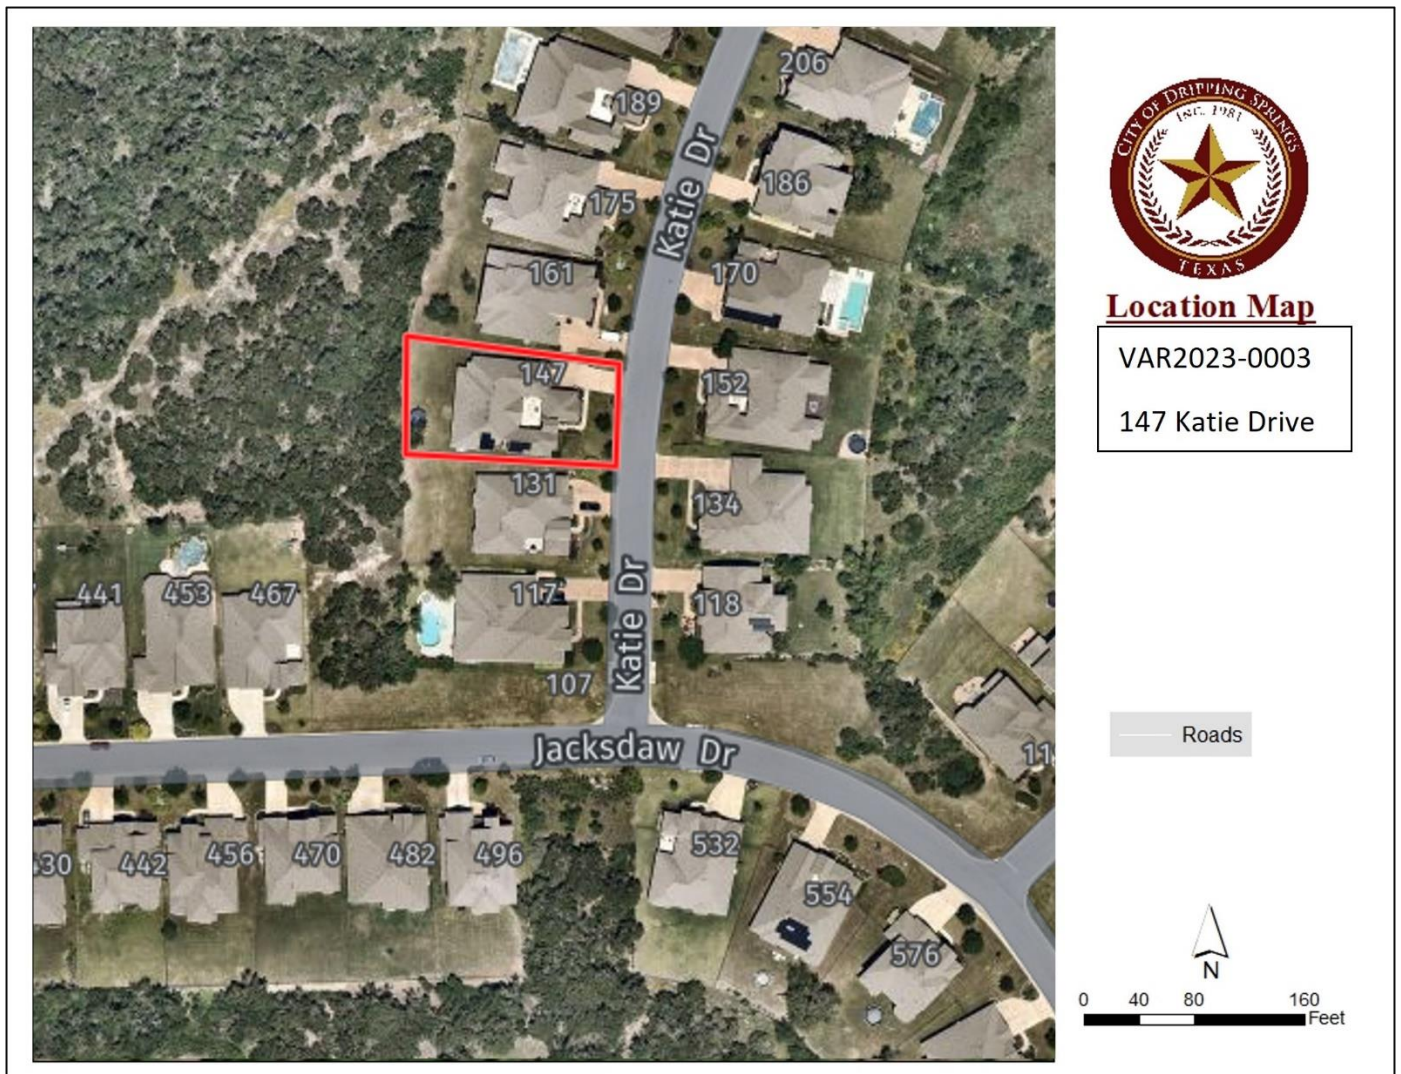 206
189
Katie Dr
186
175
161
170
147
152
131
134
Katie Dr
441
453
467
117
118
107
Jacksdaw Dr
11
430
442
456
470
482
496
532
554
576
CITY OF DRIPPING SPRINGS
INC. 1981
TEXAS
Location Map
VAR2023-0003
147 Katie Drive
Roads
N
0 40 80 160
Feet